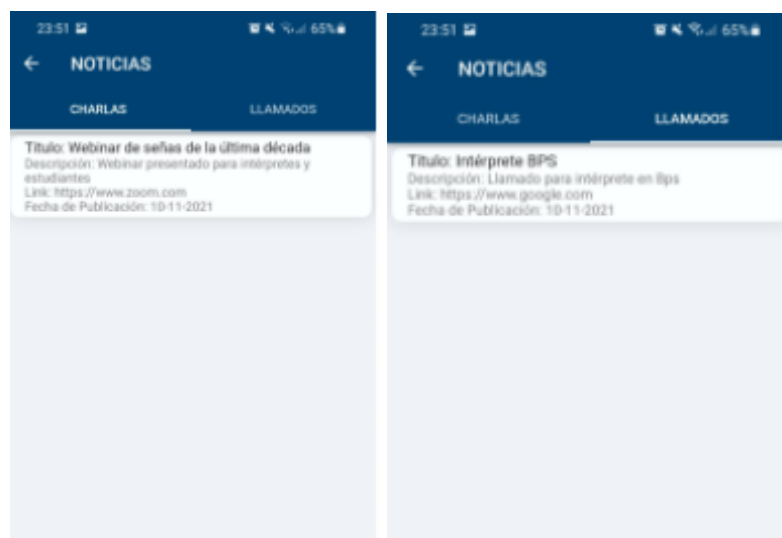 23:51
65%
NOTICIAS
CHARLAS
LLAMADOS
Título: Webinar de señas de la última década
Descripción: Webinar presentado para intérpretes y
estudiantes
Link: https://www.zoom.com
Fecha de Publicación: 10-11-2021
23:51
65%
NOTICIAS
CHARLAS
LLAMADOS
Título: Intérprete BPS
Descripción: Llamado para intérprete en Bps
Link: https://www.google.com
Fecha de Publicación: 10-11-2021